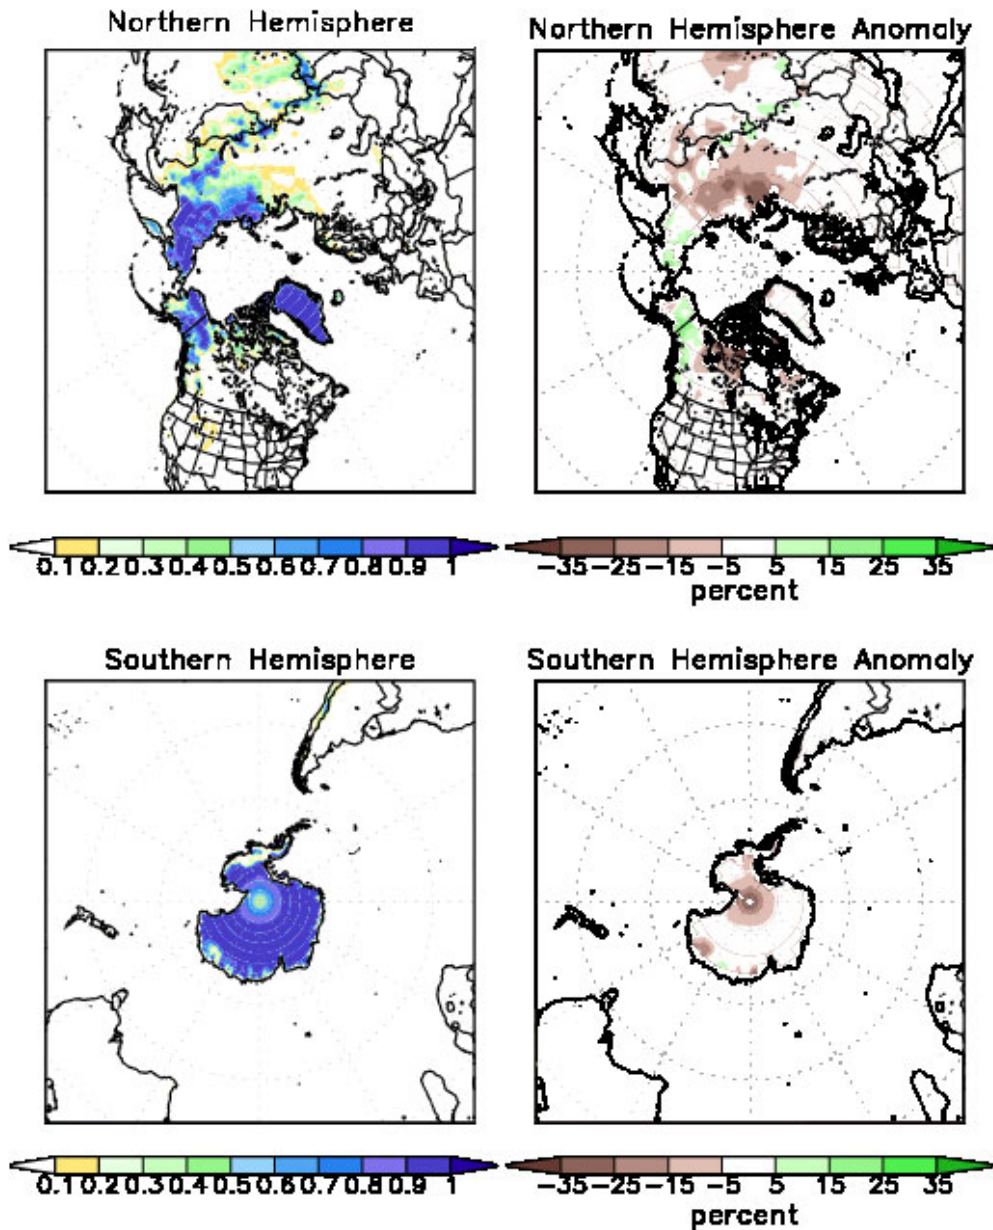 Northern Hemisphere
Northern Hemisphere Anomaly
0.1 0.2 0.3 0.4 0.5 0.6 0.7 0.8 0.9 1
-35 -25 -15 -5 5 15 25 35
percent
Southern Hemisphere
Southern Hemisphere Anomaly
0.1 0.2 0.3 0.4 0.5 0.6 0.7 0.8 0.9 1
-35 -25 -15 -5 5 15 25 35
percent